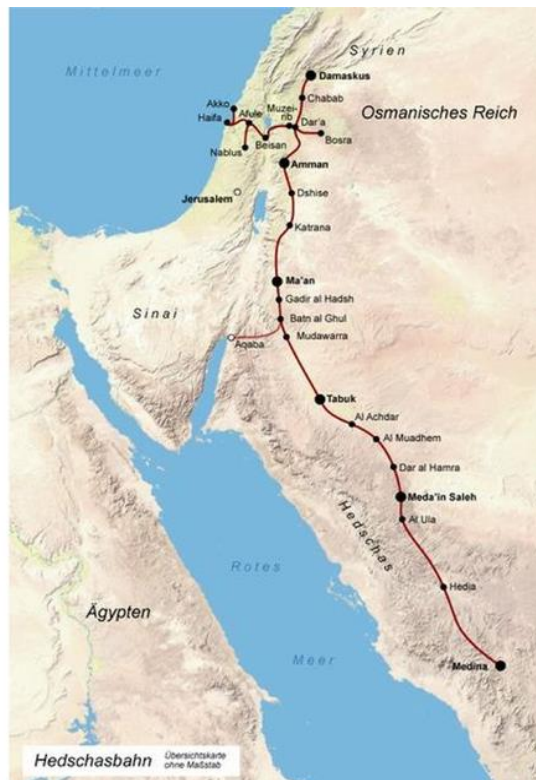 Syrien
Mittelmeer
Damaskus
Chabab
Osmanisches Reich
Akko
Muzei-
rib
Haifa
Afule
Dar'a
Bosra
Beisan
Nablus
Amman
Jerusalem
Dshise
Katrana
Ma'an
Sinai
Gadir al Hadsh
Batn al Ghul
Aqaba
Mudawarra
Tabuk
Al Achdar
Al Muadhem
Dar al Hamra
Meda'in Saleh
Al Ula
Hedschas
Rotes
Hedia
Ägypten
Meer
Medina
Hedschasbahn
Übersichtskarte
ohne Maßstab